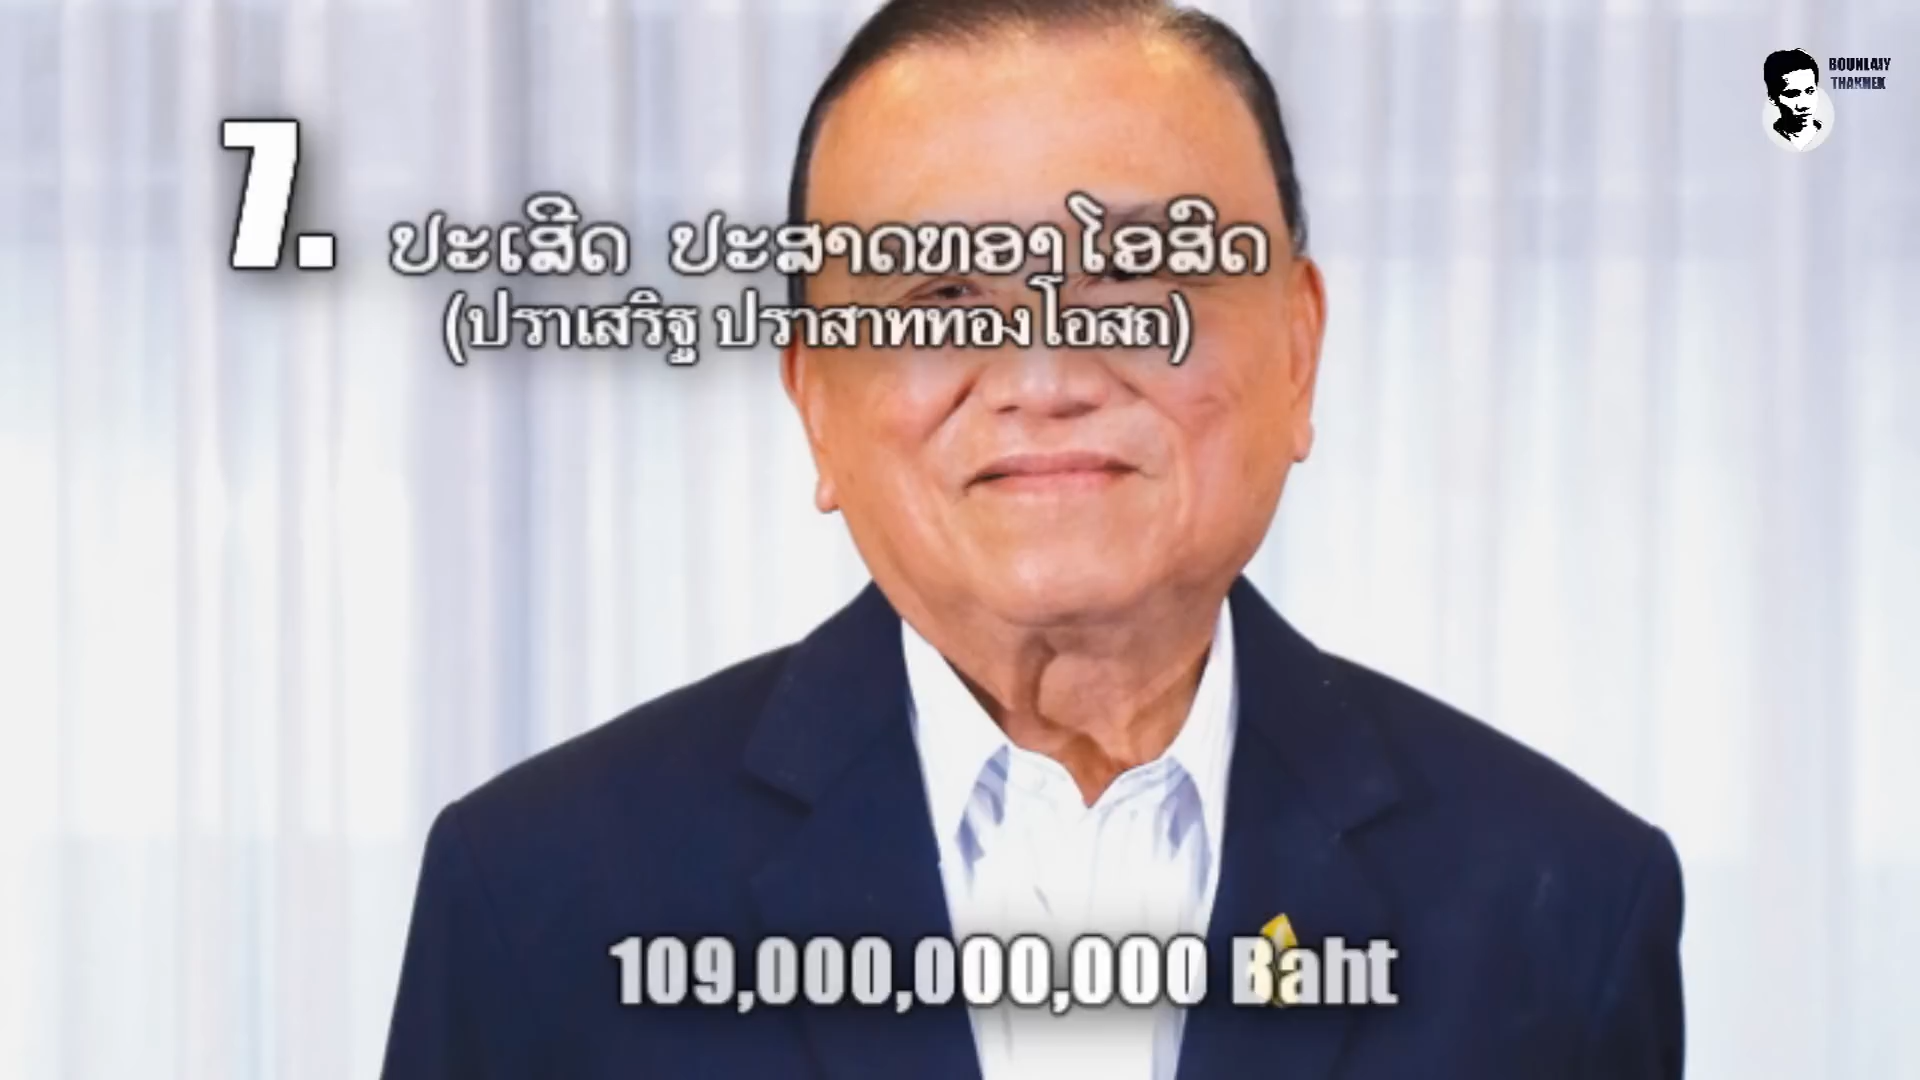 BOUNLAIY
THAKHEK
7.
ປະເສີດ ປະສາດທອງໂອສົດ
(ปราเสริฐ ปราสาททองโอสถ)
109,000,000,000 Baht